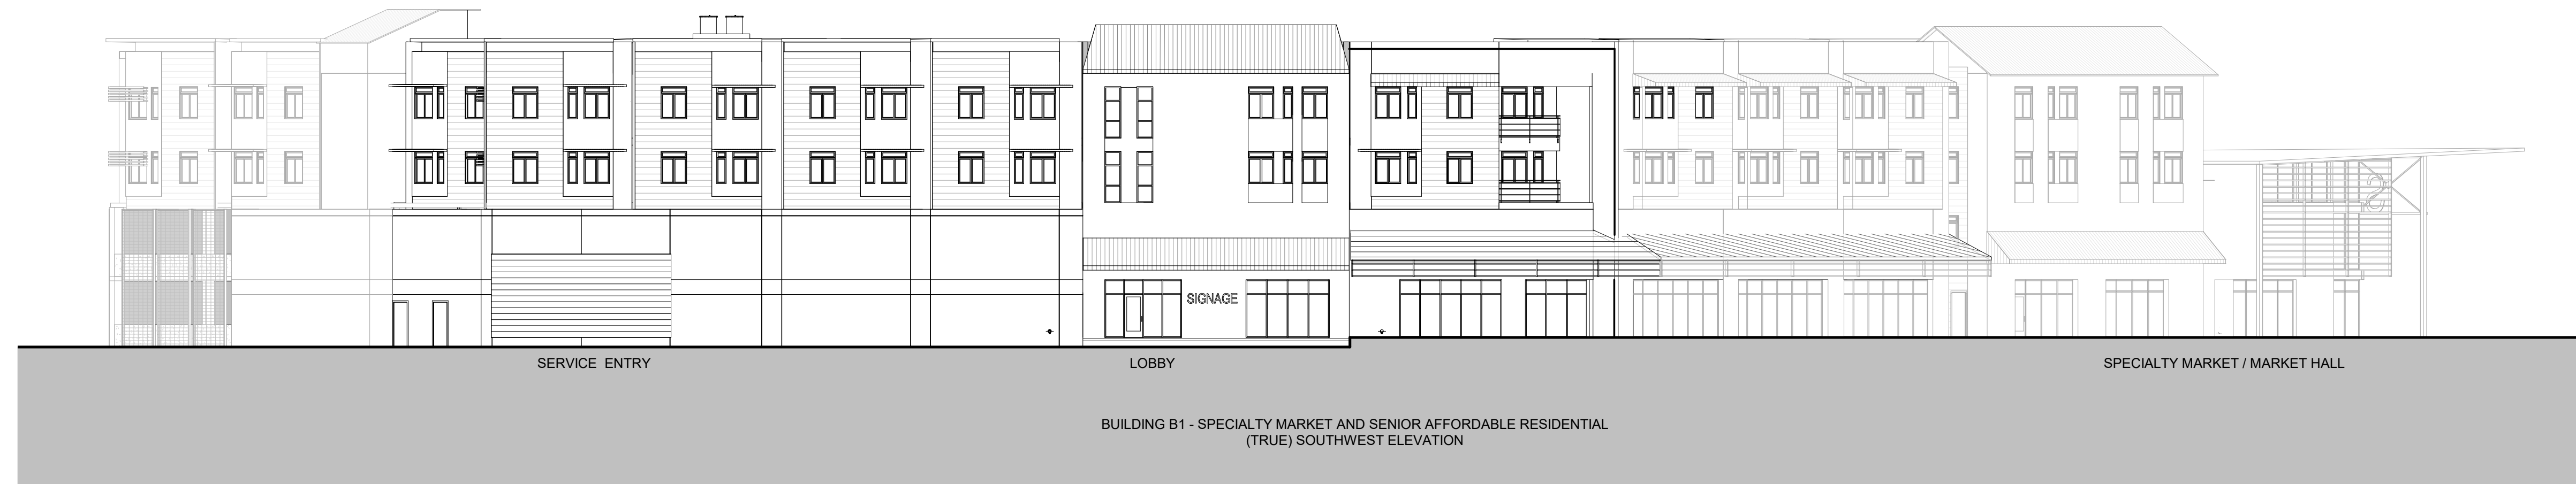 SIGNAGE
SERVICE ENTRY
LOBBY
SPECIALTY MARKET / MARKET HALL
BUILDING B1 - SPECIALTY MARKET AND SENIOR AFFORDABLE RESIDENTIAL
(TRUE) SOUTHWEST ELEVATION